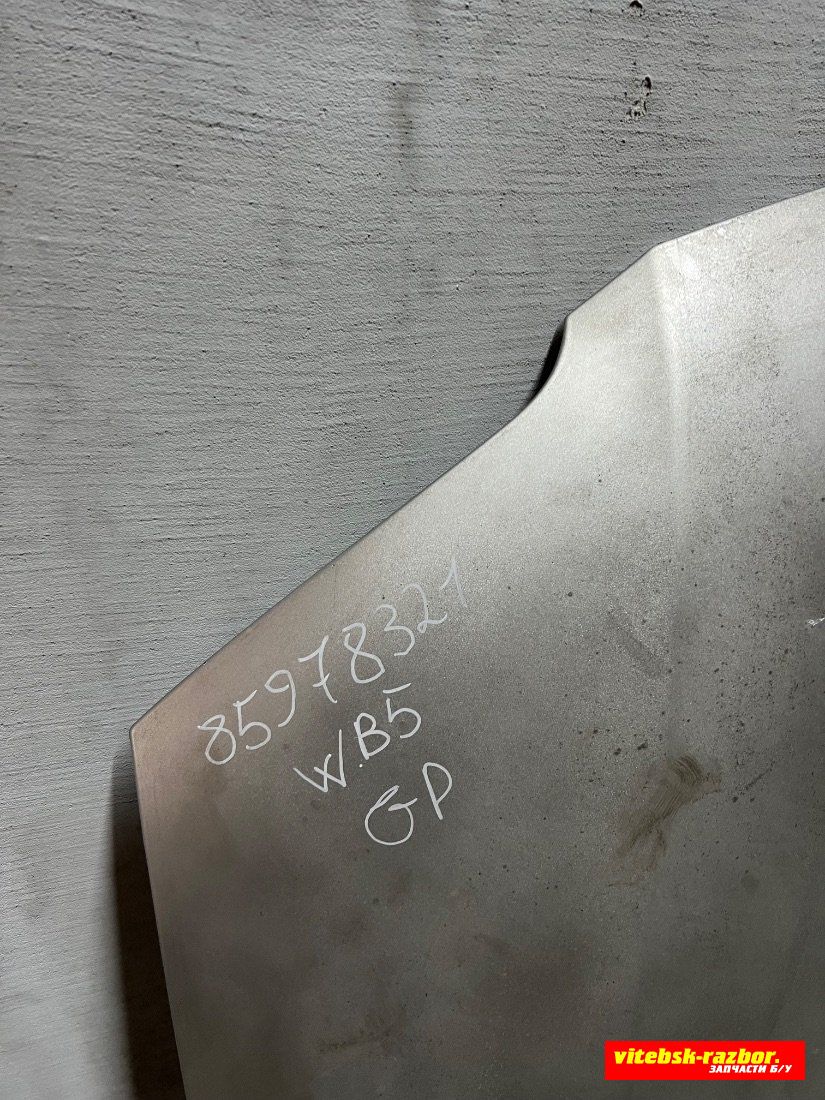 85978321
W.B5
GP
vitebsk-razbor.
ЗАПЧАСТИ Б/У